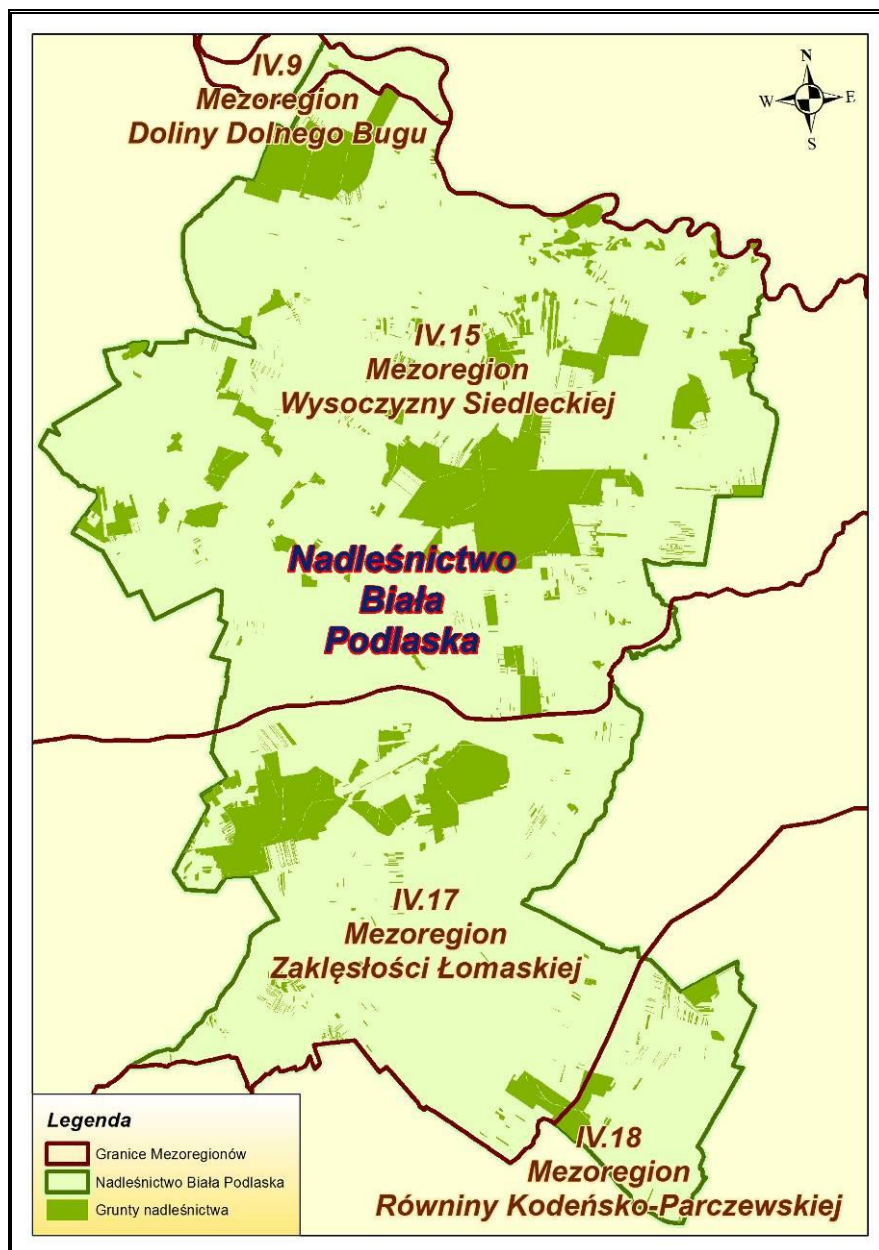 IV.9
Mezoregion
Doliny Dolnego Bugu
N
W E
S
IV.15
Mezoregion
Wysoczyzny Siedleckiej
Nadleśnictwo
Biała
Podlaska
IV.17
Mezoregion
Zaklęsłości Łomaskiej
IV.18
Mezoregion
Równiny Kodeńsko-Parczewskiej
Legenda
Granice Mezoregionów
Nadleśnictwo Biała Podlaska
Grunty nadleśnictwa